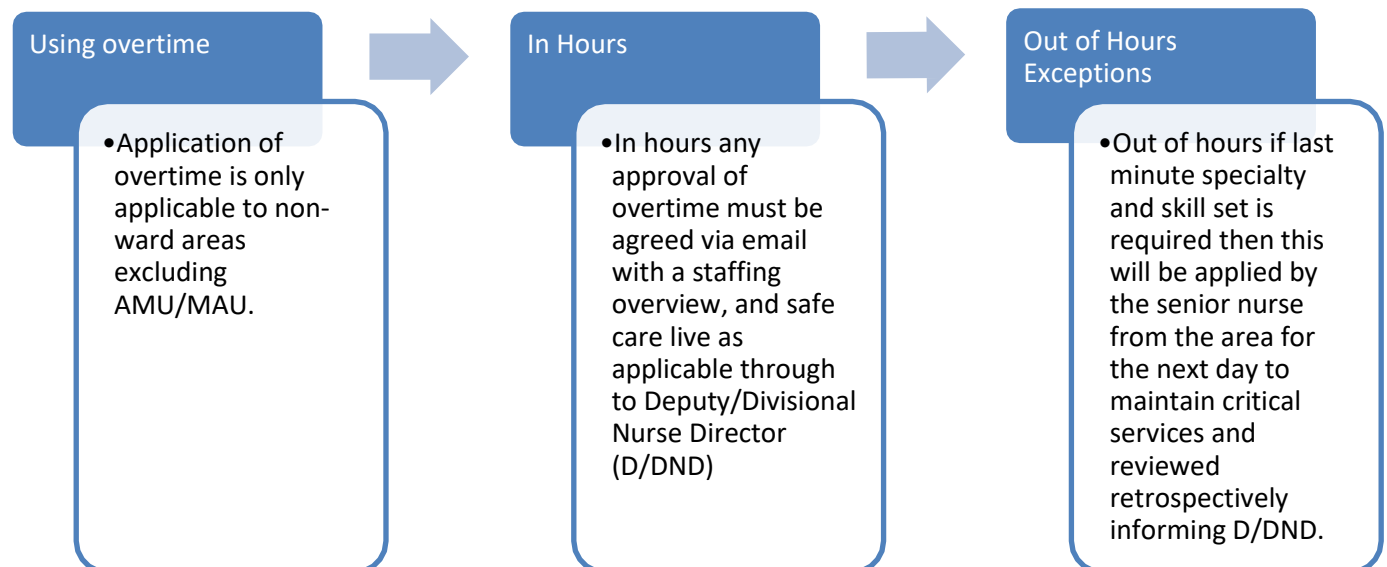 Using overtime
•Application of
overtime is only
applicable to non-
ward areas
excluding
AMU/MAU.
In Hours
•In hours any
approval of
overtime must be
agreed via email
with a staffing
overview, and safe
care live as
applicable through
to Deputy/Divisional
Nurse Director
(D/DND)
Out of Hours
Exceptions
•Out of hours if last
minute specialty
and skill set is
required then this
will be applied by
the senior nurse
from the area for
the next day to
maintain critical
services and
reviewed
retrospectively
informing D/DND.